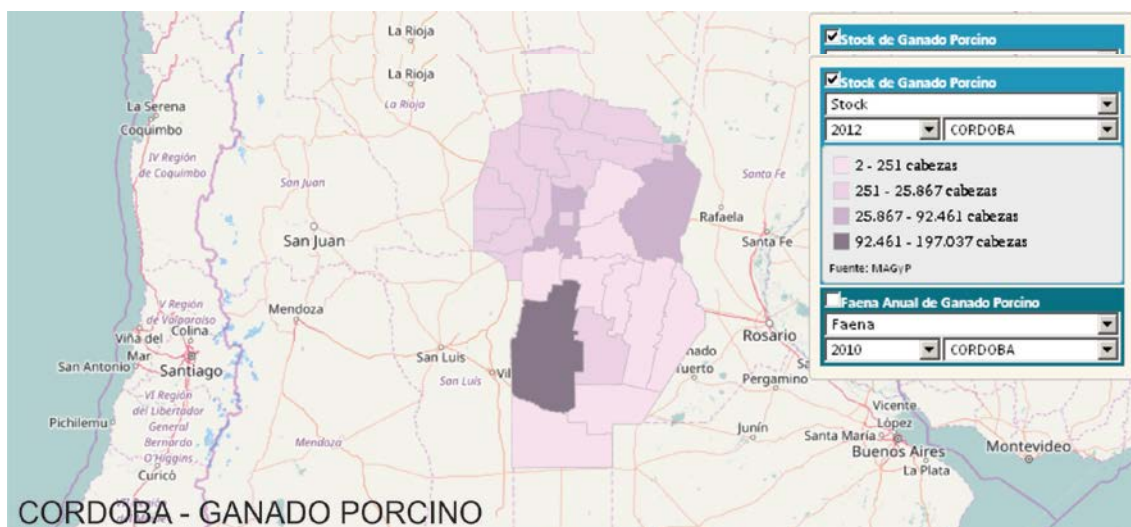 La Rioja
La Rioja
La Rioja
La Serena
Coquimbo
IV Región
de Coquimbo
San Juan
San Juan
Santa Fe
Rafaela
Santa Fe
Mendoza
V Región
de Valparaíso
Viña del
Mar
Colina
San Antonio
Santiago
San Luis
San Luis
Rosario
Pergamino
VI Región
del Libertador
General
Bernardo
O'Higgins
Pichilemu
Curicó
Mendoza
Junín
Vicente
López
Santa María
Buenos Aires
La Plata
Montevideo
Stock de Ganado Porcino
Stock de Ganado Porcino
Stock
2012 CORDOBA
2 - 251 cabezas
251 - 25.867 cabezas
25.867 - 92.461 cabezas
92.461 - 197.037 cabezas
Fuente: MAGyP
Faena Anual de Ganado Porcino
Faena
2010 CORDOBA
CORDOBA - GANADO PORCINO